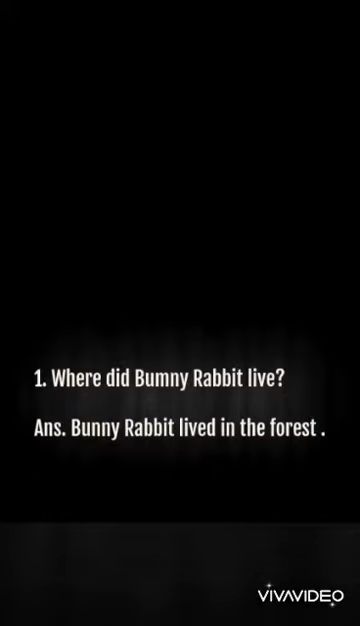 1. Where did Bumny Rabbit live?
Ans. Bunny Rabbit lived in the forest .
VIVAVIDEO